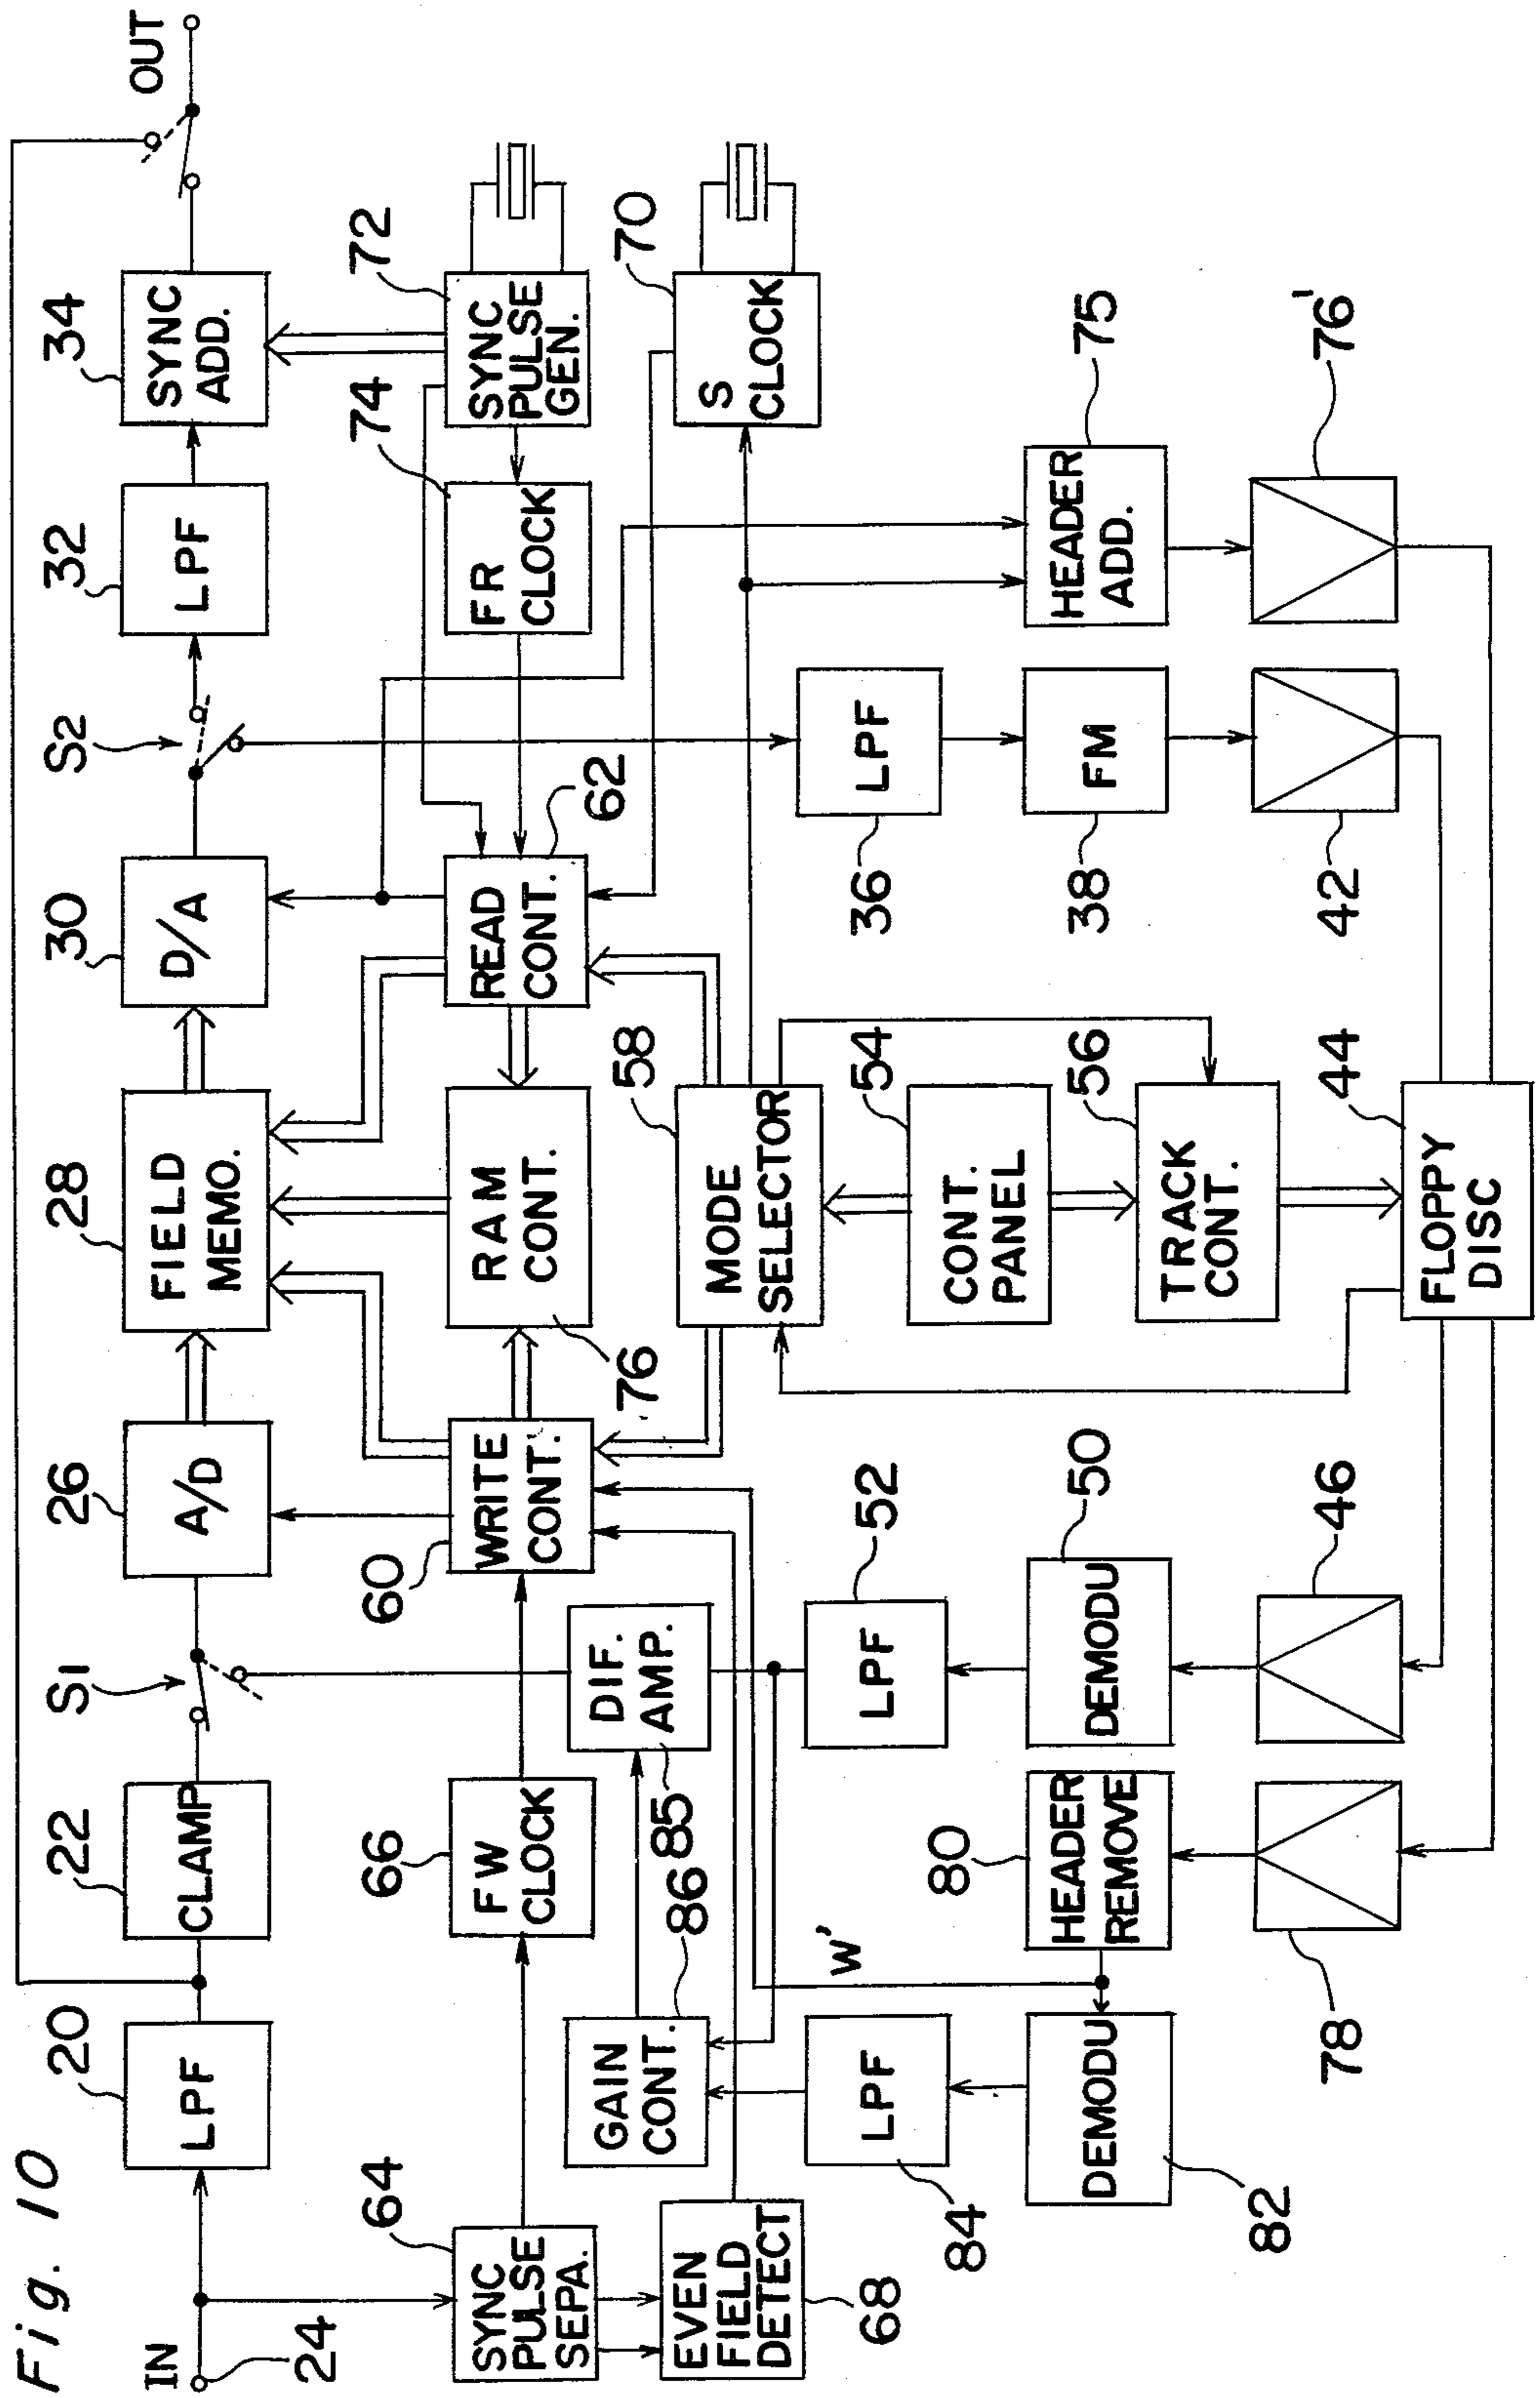 Fig. 10
IN
24
20
LPF
22
CLAMP
S1
26
A/D
28
FIELD
MEMO.
30
D/A
S2
32
LPF
34
SYNC
ADD.
OUT
64
SYNC
PULSE
SEPA.
66
FW
CLOCK
60
WRITE
CONT.
RAM
CONT.
76
READ
CONT.
62
74
FR
CLOCK
72
SYNC
PULSE
GEN.
EVEN
FIELD
DETECT
68
GAIN
CONT.
86
DIF.
AMP.
85
58
MODE
SELECTOR
70
S
CLOCK
LPF
84
W'
52
LPF
54
CONT.
PANEL
LPF
36
DEMODU
82
80
HEADER
REMOVE
50
DEMODU
56
TRACK
CONT.
FM
38
HEADER
ADD.
75
78
46
44
FLOPPY
DISC
42
76'